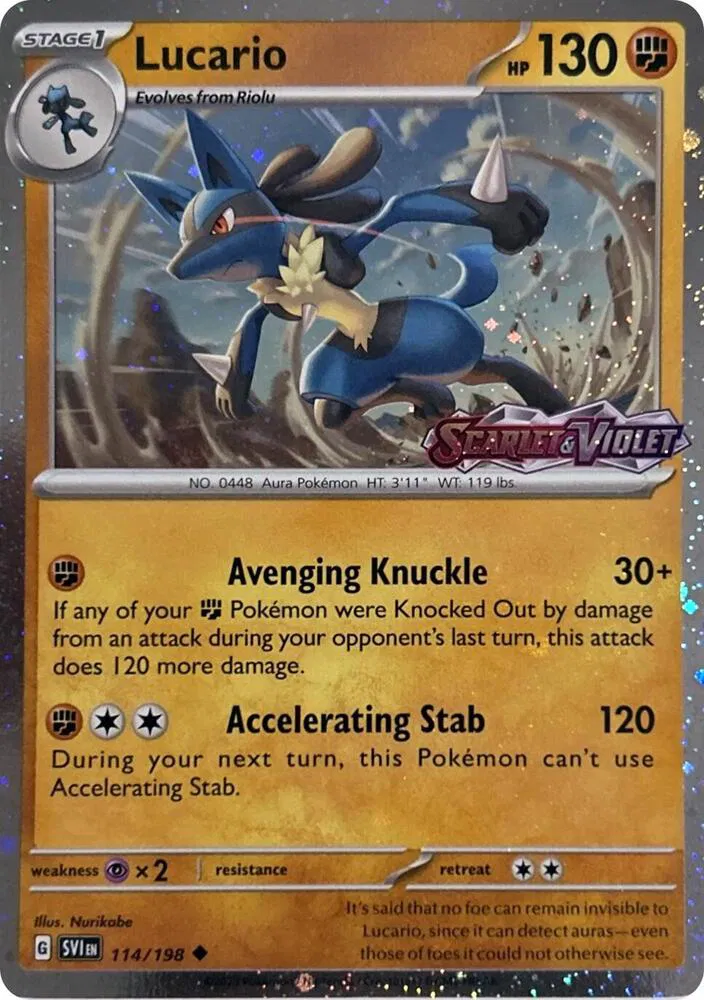 STAGE 1
Lucario
HP 130
Evolves from Riolu
SCARLET & VIOLET
NO. 0448 Aura Pokémon HT: 3'11" WT: 119 lbs.
Avenging Knuckle 30+
If any of your Pokémon were Knocked Out by damage
from an attack during your opponent's last turn, this attack
does 120 more damage.
Accelerating Stab 120
During your next turn, this Pokémon can't use
Accelerating Stab.
weakness ×2 resistance retreat
Illus. Nurikabe
G SVI EN 114/198
It's said that no foe can remain invisible to
Lucario, since it can detect auras—even
those of foes it could not otherwise see.